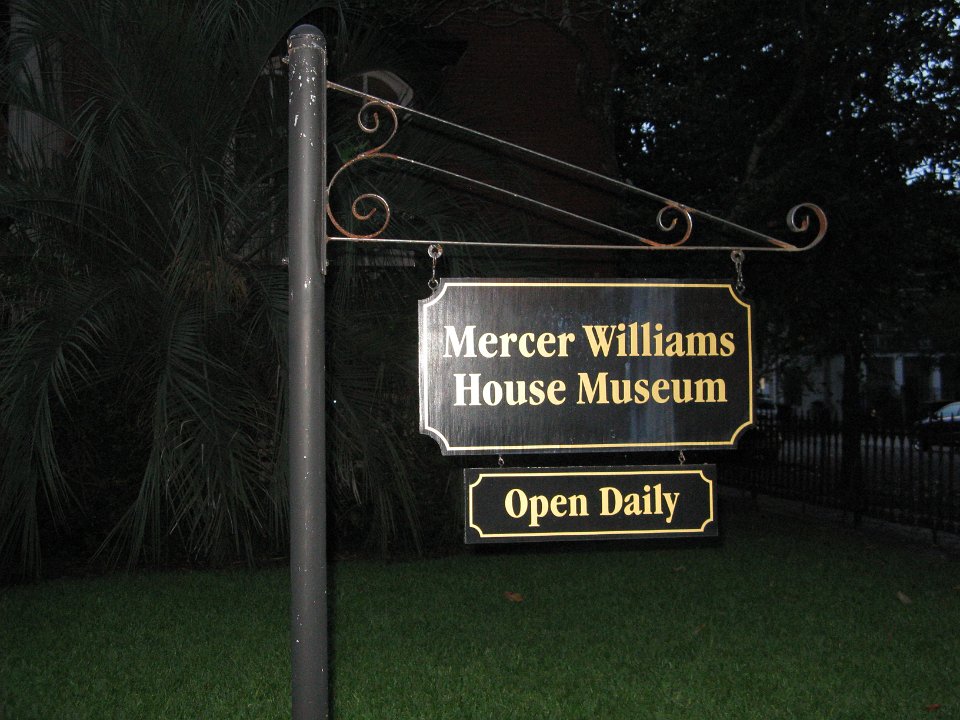 Mercer Williams
House Museum
Open Daily